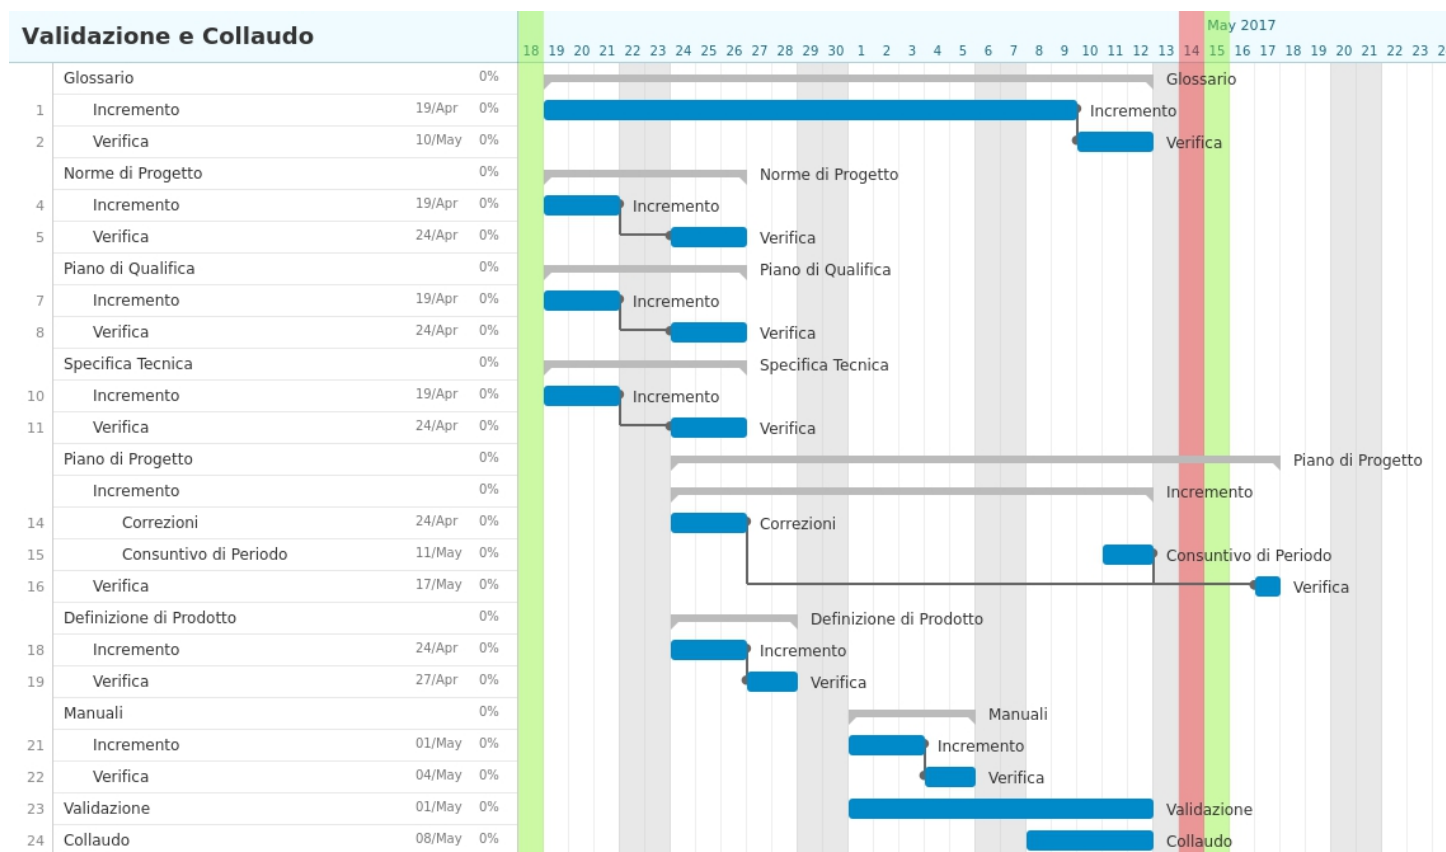 May 2017
Validazione e Collaudo
18 19 20 21 22 23 24 25 26 27 28 29 30 1 2 3 4 5 6 7 8 9 10 11 12 13 14 15 16 17 18 19 20 21 22 23 2
Glossario 0% Glossario
1 Incremento 19/Apr 0% Incremento
2 Verifica 10/May 0% Verifica
Norme di Progetto 0% Norme di Progetto
4 Incremento 19/Apr 0% Incremento
5 Verifica 24/Apr 0% Verifica
Piano di Qualifica 0% Piano di Qualifica
7 Incremento 19/Apr 0% Incremento
8 Verifica 24/Apr 0% Verifica
Specifica Tecnica 0% Specifica Tecnica
10 Incremento 19/Apr 0% Incremento
11 Verifica 24/Apr 0% Verifica
Piano di Progetto 0% Piano di Progetto
Incremento 0% Incremento
14 Correzioni 24/Apr 0% Correzioni
15 Consuntivo di Periodo 11/May 0% Consuntivo di Periodo
16 Verifica 17/May 0% Verifica
Definizione di Prodotto 0% Definizione di Prodotto
18 Incremento 24/Apr 0% Incremento
19 Verifica 27/Apr 0% Verifica
Manuali 0% Manuali
21 Incremento 01/May 0% Incremento
22 Verifica 04/May 0% Verifica
23 Validazione 01/May 0% Validazione
24 Collaudo 08/May 0% Collaudo